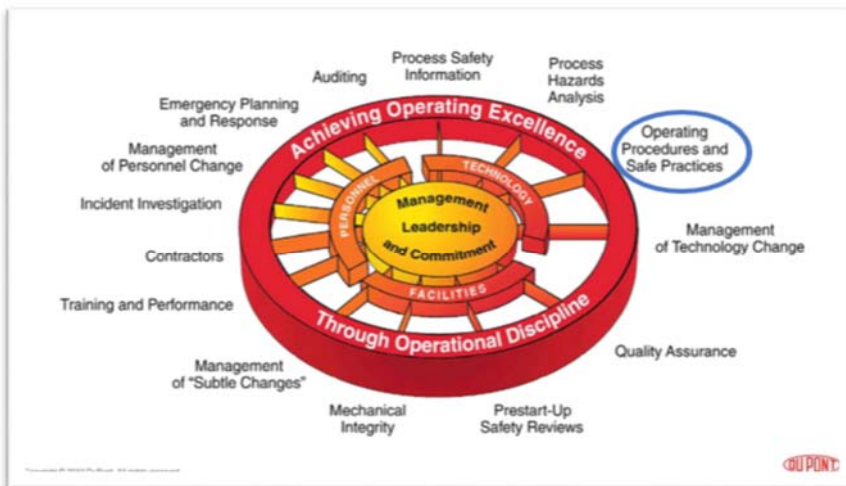 Process Safety
Information
Process
Hazards
Analysis
Auditing
Emergency Planning
and Response
Operating
Procedures and
Safe Practices
Achieving Operating Excellence
Management
of Personnel Change
PERSONNEL
TECHNOLOGY
Management
Leadership
and Commitment
Incident Investigation
Management
of Technology Change
Contractors
FACILITIES
Training and Performance
Through Operational Discipline
Quality Assurance
Management
of “Subtle Changes”
Mechanical
Integrity
Prestart-Up
Safety Reviews
DUPONT